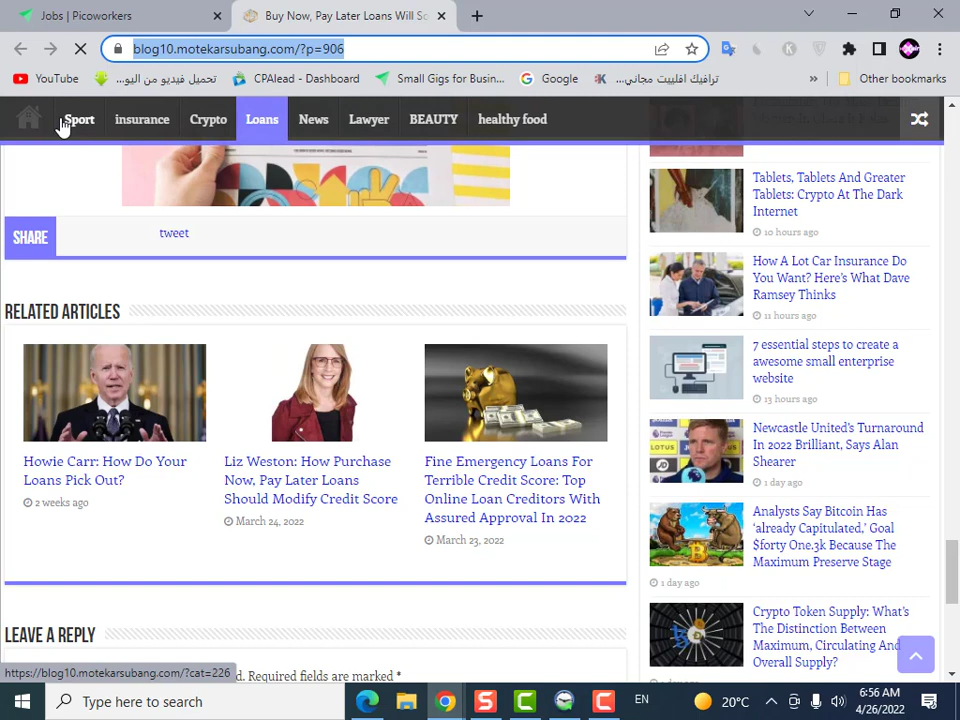 Jobs | Picoworkers
Buy Now, Pay Later Loans Will So
blog10.motekarsubang.com/?p=906
YouTube
تحميل فيديو من اليو...
CPAlead - Dashboard
Small Gigs for Busin...
Google
ترافيك افلييت مجاني...
»
Other bookmarks
Sport
insurance
Crypto
Loans
News
Lawyer
BEAUTY
healthy food
SHARE
tweet
RELATED ARTICLES
Howie Carr: How Do Your
Loans Pick Out?
2 weeks ago
Liz Weston: How Purchase
Now, Pay Later Loans
Should Modify Credit Score
March 24, 2022
Fine Emergency Loans For
Terrible Credit Score: Top
Online Loan Creditors With
Assured Approval In 2022
March 23, 2022
LEAVE A REPLY
d. Required fields are marked *
https://blog10.motekarsubang.com/?cat=226
Tablets, Tablets And Greater
Tablets: Crypto At The Dark
Internet
10 hours ago
How A Lot Car Insurance Do
You Want? Here's What Dave
Ramsey Thinks
11 hours ago
7 essential steps to create a
awesome small enterprise
website
13 hours ago
Newcastle United's Turnaround
In 2022 Brilliant, Says Alan
Shearer
1 day ago
Analysts Say Bitcoin Has
'already Capitulated,' Goal
$forty One.3k Because The
Maximum Preserve Stage
1 day ago
Crypto Token Supply: What's
The Distinction Between
Maximum, Circulating And
Overall Supply?
Type here to search
20°C
EN
6:56 AM
4/26/2022